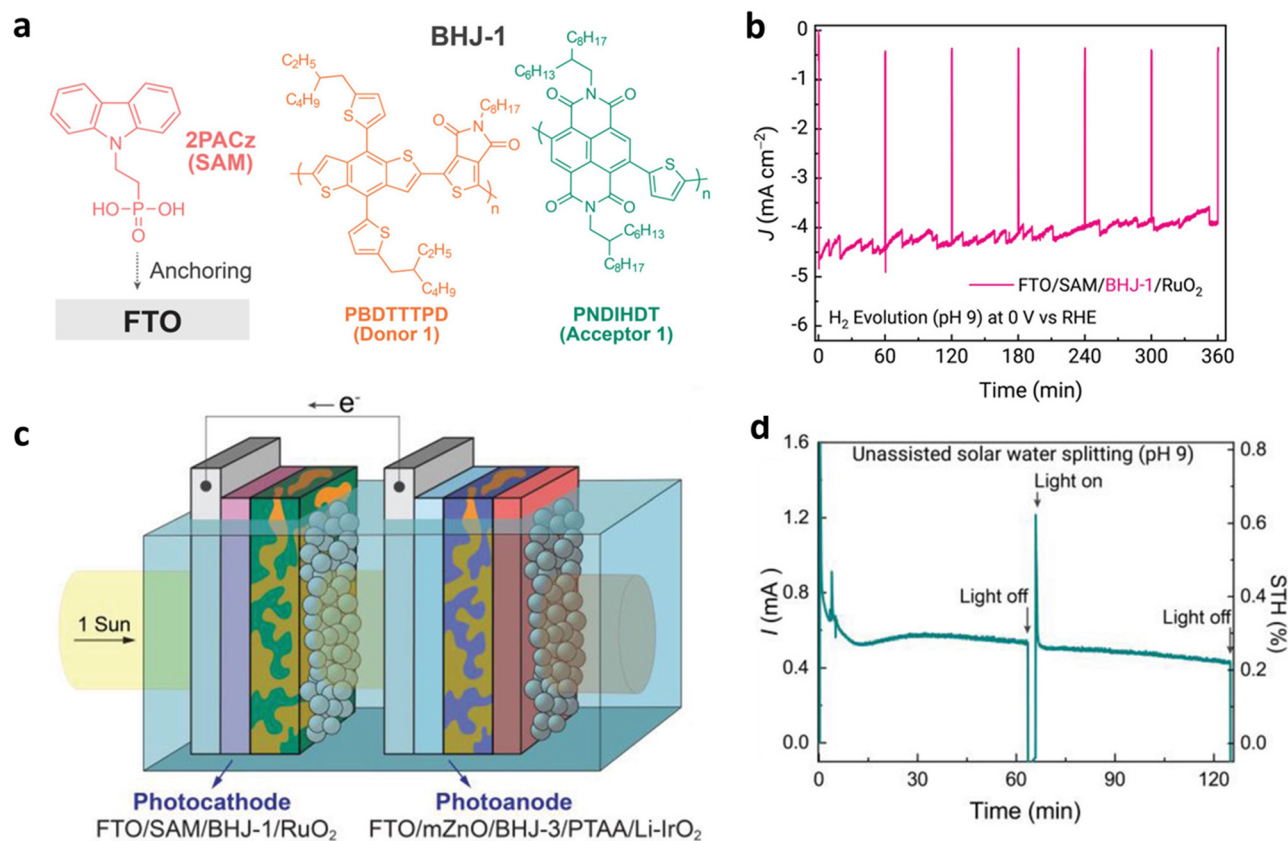 a
BHJ-1
2PACz
(SAM)
N
HO
P
OH
O
Anchoring
FTO
C₂H₅
C₄H₉
S
C₈H₁₇
N
O
O
S
S
S
n
S
C₂H₅
C₄H₉
PBDTTTPD
(Donor 1)
C₈H₁₇
C₆H₁₃
O
N
O
S
n
O
N
O
C₆H₁₃
C₈H₁₇
PNDIHDT
(Acceptor 1)
b
0
-1
-2
-3
-4
-5
-6
J (mA cm⁻²)
FTO/SAM/BHJ-1/RuO₂
H₂ Evolution (pH 9) at 0 V vs RHE
0 60 120 180 240 300 360
Time (min)
c
e⁻
1 Sun
Photocathode
FTO/SAM/BHJ-1/RuO₂
Photoanode
FTO/mZnO/BHJ-3/PTAA/Li-IrO₂
d
Unassisted solar water splitting (pH 9)
Light on
Light off
Light off
1.6
1.2
0.8
0.4
0.0
I (mA)
0.8
0.6
0.4
0.2
0.0
STH (%)
0 30 60 90 120
Time (min)